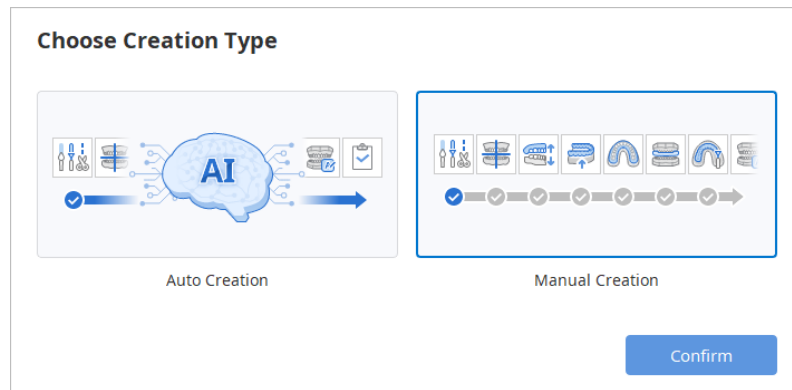 Choose Creation Type
AI
Auto Creation
Manual Creation
Confirm